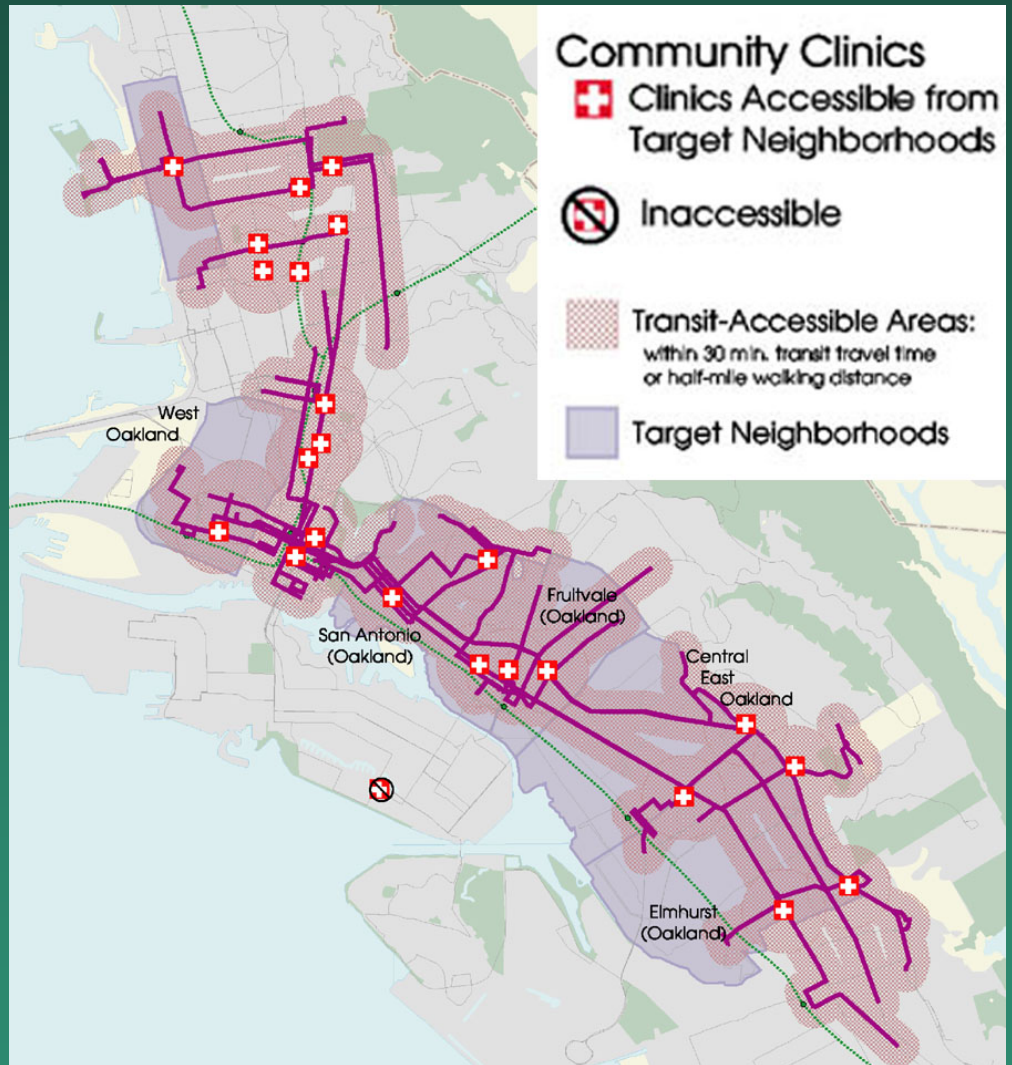 Community Clinics
Clinics Accessible from
Target Neighborhoods
Inaccessible
Transit-Accessible Areas:
within 30 min. transit travel time
or half-mile walking distance
Target Neighborhoods
West
Oakland
San Antonio
(Oakland)
Fruitvale
(Oakland)
Central
East
Oakland
Elmhurst
(Oakland)